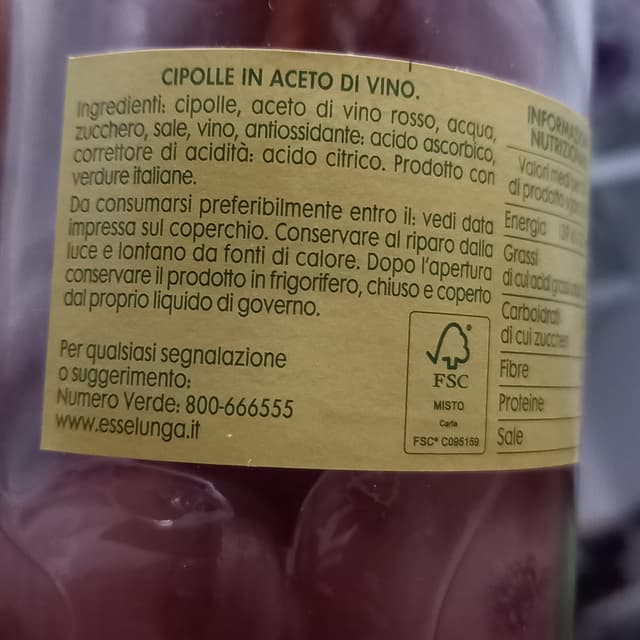 CIPOLLE IN ACETO DI VINO.
Ingredienti: cipolle, aceto di vino rosso, acqua,
zucchero, sale, vino, antiossidante: acido ascorbico,
correttore di acidità: acido citrico. Prodotto con
verdure italiane.
Da consumarsi preferibilmente entro il: vedi data
impressa sul coperchio. Conservare al riparo dalla
luce e lontano da fonti di calore. Dopo l'apertura
conservare il prodotto in frigorifero, chiuso e coperto
dal proprio liquido di governo.
Per qualsiasi segnalazione
o suggerimento:
Numero Verde: 800-666555
www.esselunga.it
FSC
MISTO
Carta
FSC® C095159
Valori medi
di prodotto
Energia
Grassi
di cui acidi
Carboidrati
di cui zuccheri
Fibre
Proteine
Sale